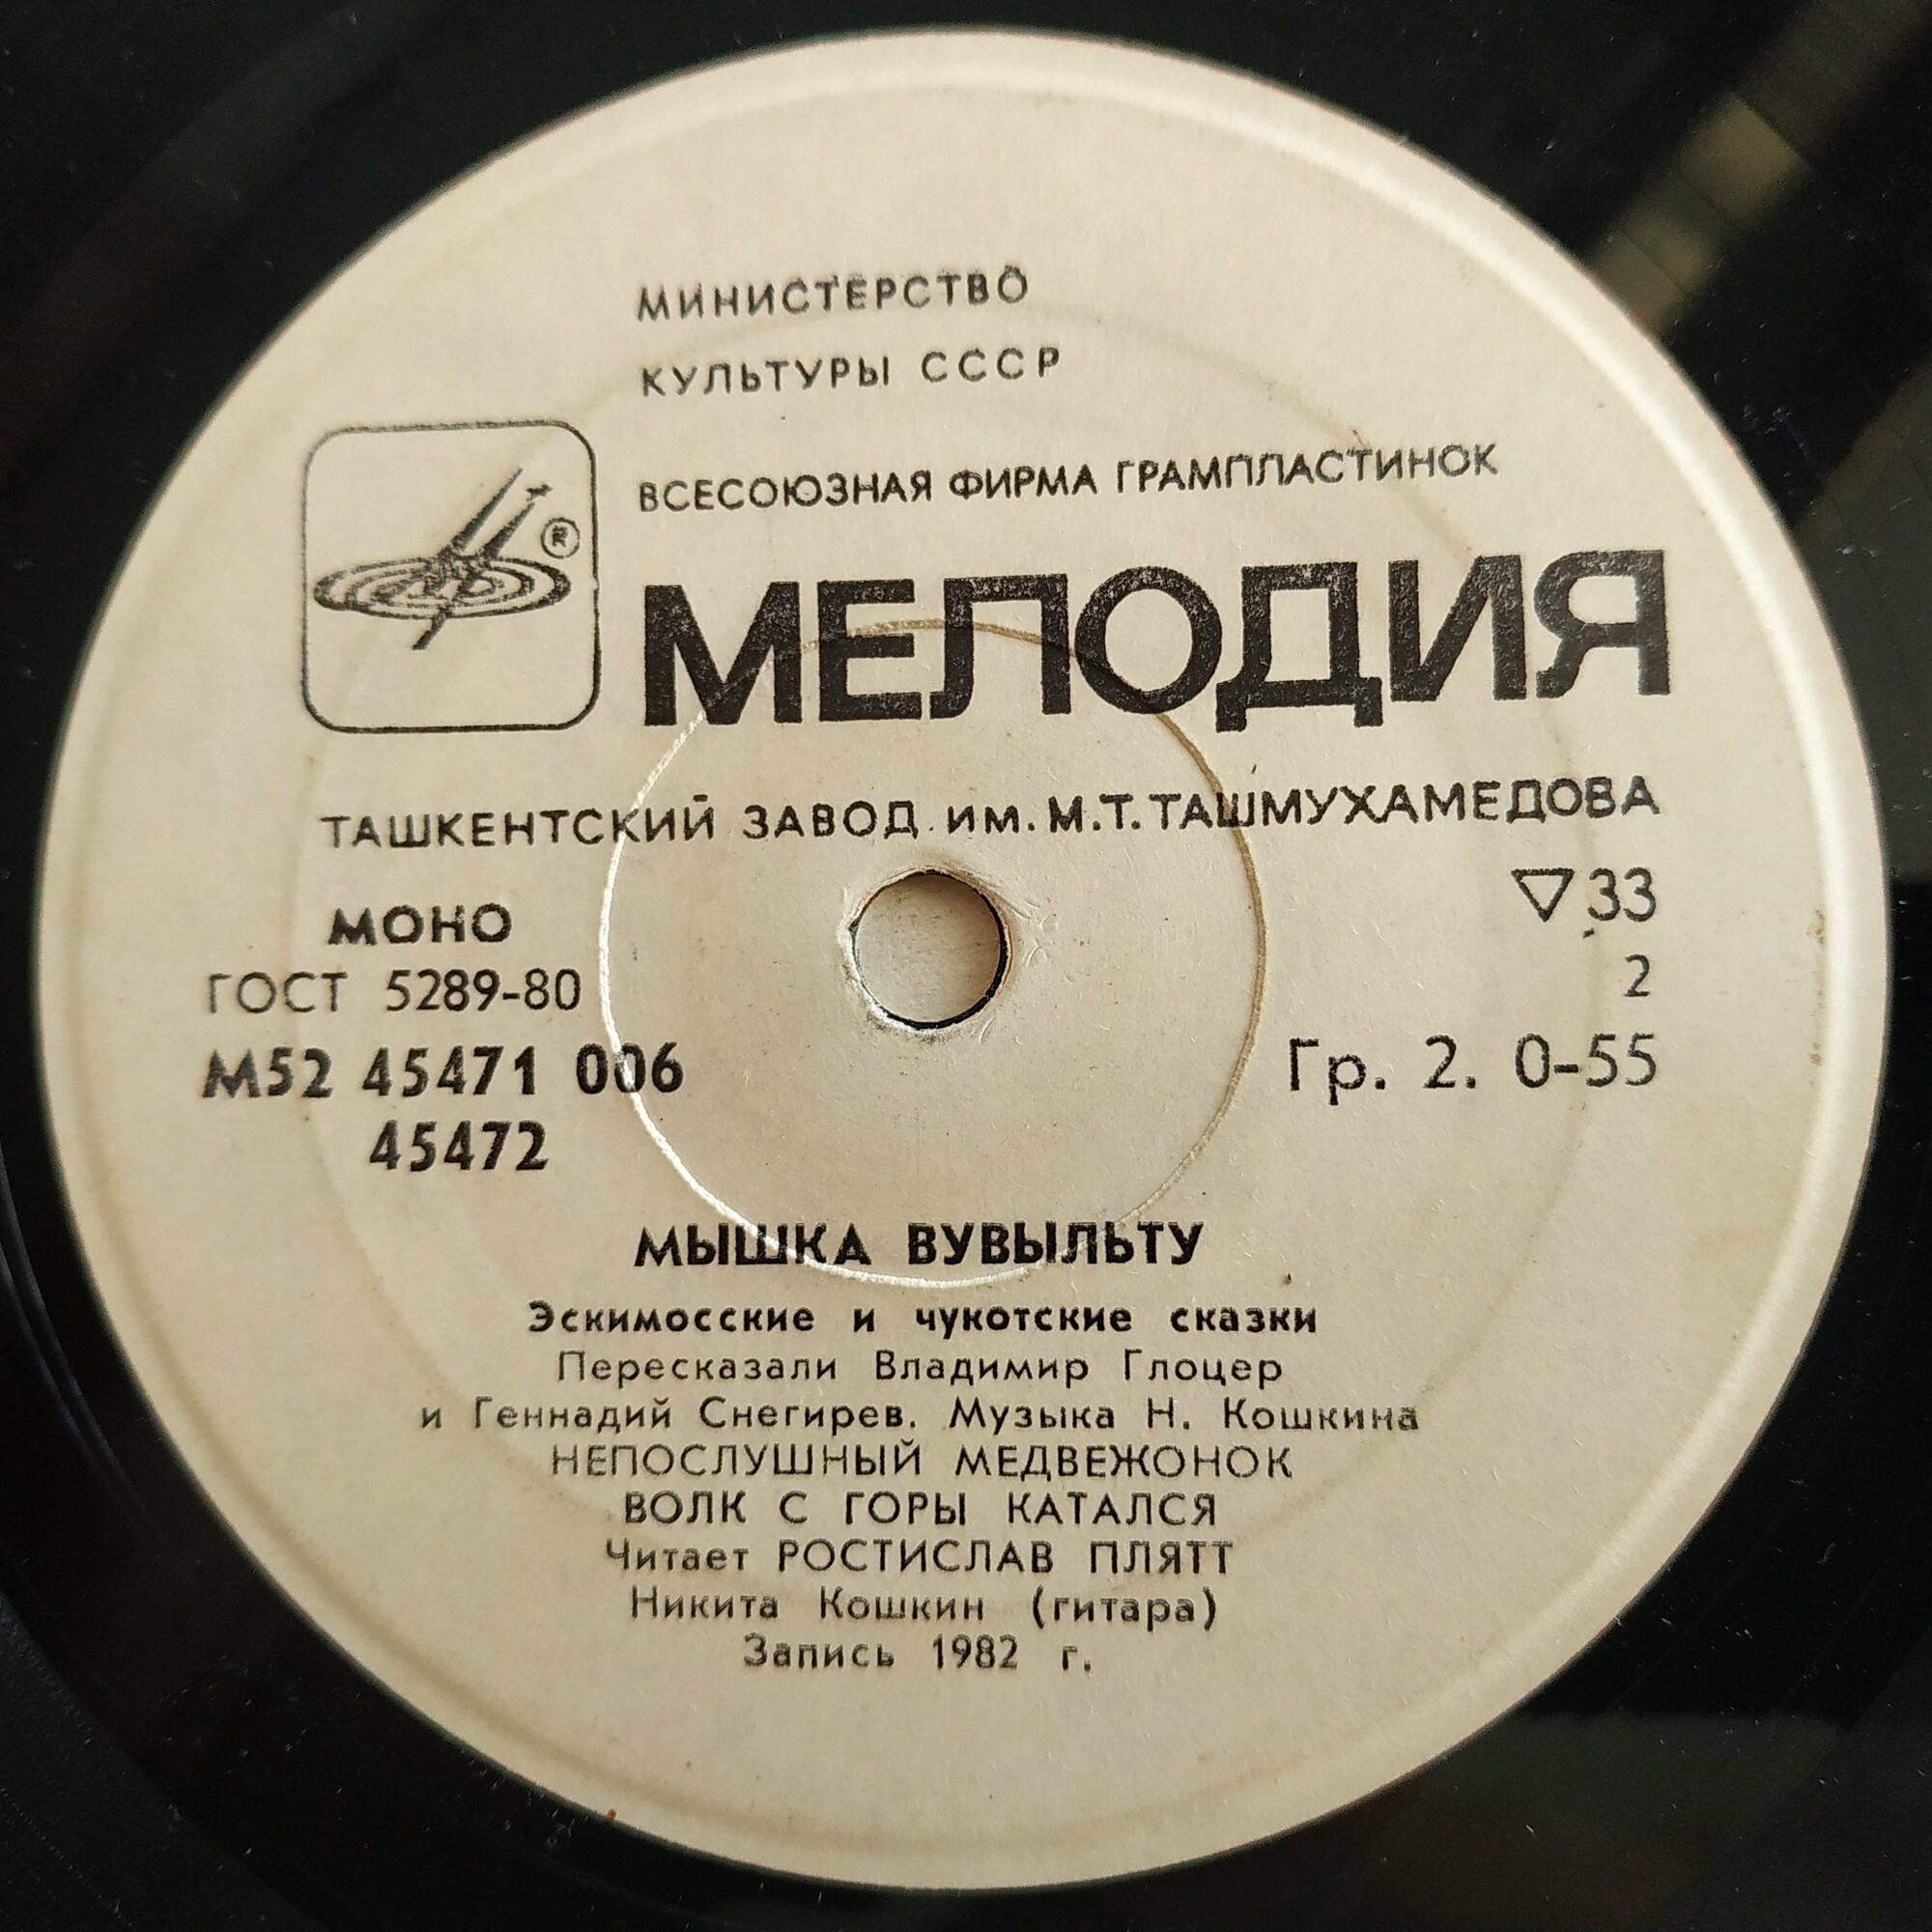 МИНИСТЕРСТВО
КУЛЬТУРЫ СССР
ВСЕСОЮЗНАЯ ФИРМА ГРАМПЛАСТИНОК
®
МЕЛОДИЯ
ТАШКЕНТСКИЙ ЗАВОД им. М.Т. ТАШМУХАМЕДОВА
МОНО
▽33
ГОСТ 5289-80
2
М52 45471 006
Гр. 2. 0-55
45472
МЫШКА ВУВЫЛЬТУ
Эскимосские и чукотские сказки
Пересказали Владимир Глоцер
и Геннадий Снегирев. Музыка Н. Кошкина
НЕПОСЛУШНЫЙ МЕДВЕЖОНОК
ВОЛК С ГОРЫ КАТАЛСЯ
Читает РОСТИСЛАВ ПЛЯТТ
Никита Кошкин (гитара)
Запись 1982 г.